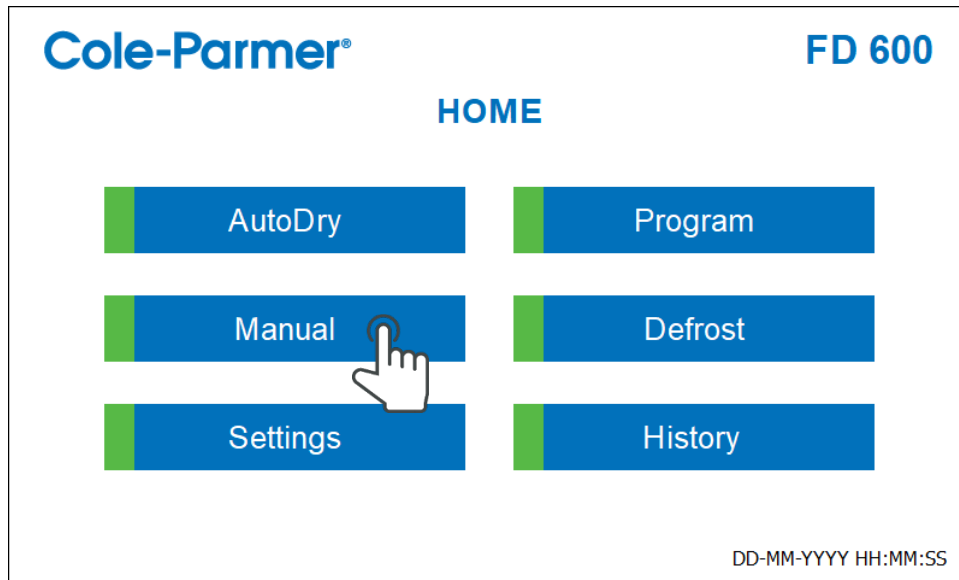 Cole-Parmer® FD 600
HOME
AutoDry Program
Manual Defrost
Settings History
DD-MM-YYYY HH:MM:SS